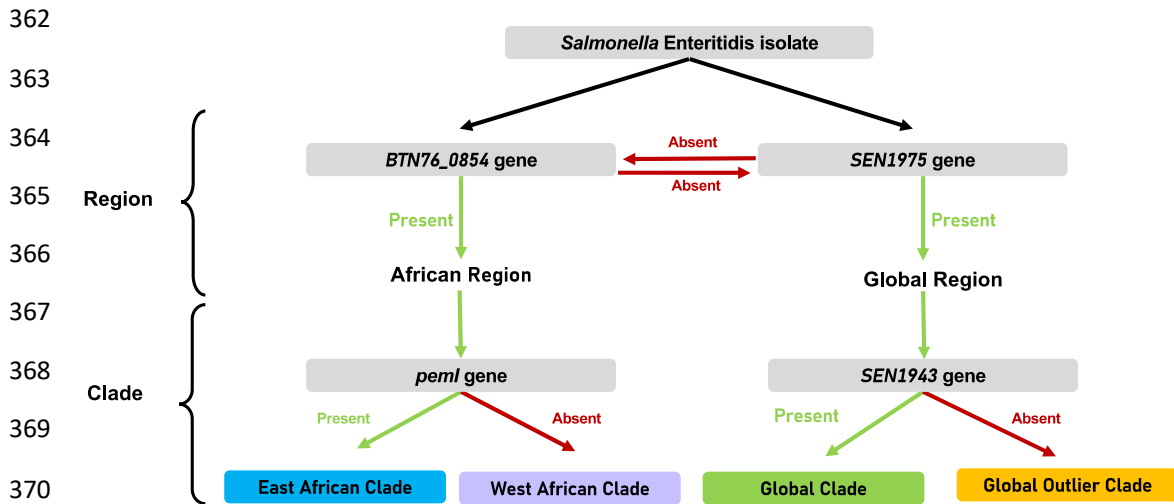 362
Salmonella Enteritidis isolate
363
364
Absent
BTN76_0854 gene
SEN1975 gene
Absent
365
Region
Present
Present
366
African Region
Global Region
367
368
pemI gene
SEN1943 gene
Clade
Present
Absent
Present
Absent
369
370
East African Clade
West African Clade
Global Clade
Global Outlier Clade